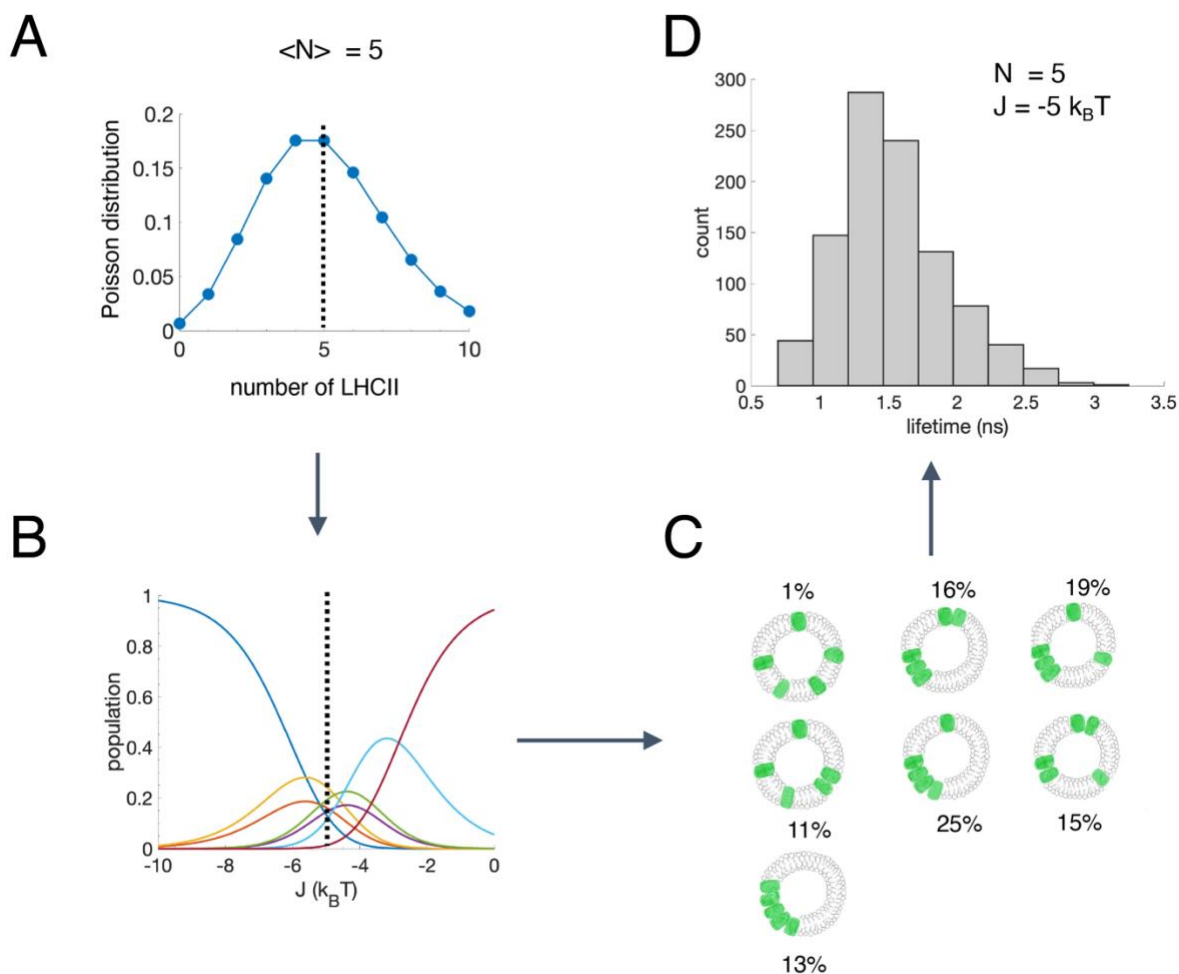 A
<N> = 5
Poisson distribution
0.2
0.15
0.1
0.05
0
0 5 10
number of LHCII
D
N = 5
J = -5 kBT
count
300
250
200
150
100
50
0
0.5 1 1.5 2 2.5 3 3.5
lifetime (ns)
B
population
1
0.8
0.6
0.4
0.2
0
-10 -8 -6 -4 -2 0
J (kBT)
C
1% 16% 19%
11% 25% 15%
13%